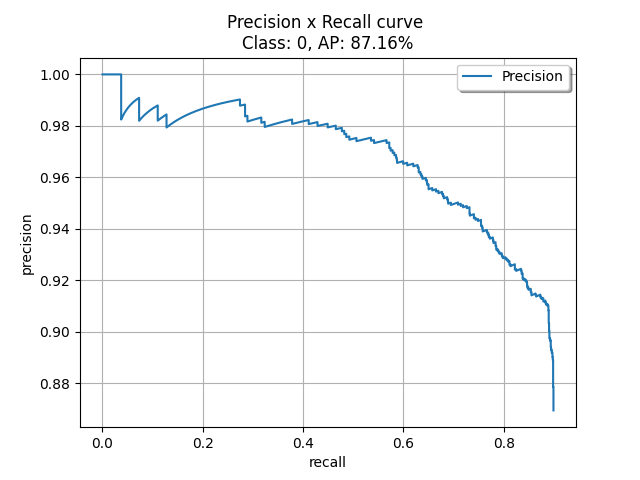 Precision x Recall curve
Class: 0, AP: 87.16%
Precision
1.00
0.98
0.96
0.94
0.92
0.90
0.88
precision
0.0 0.2 0.4 0.6 0.8
recall